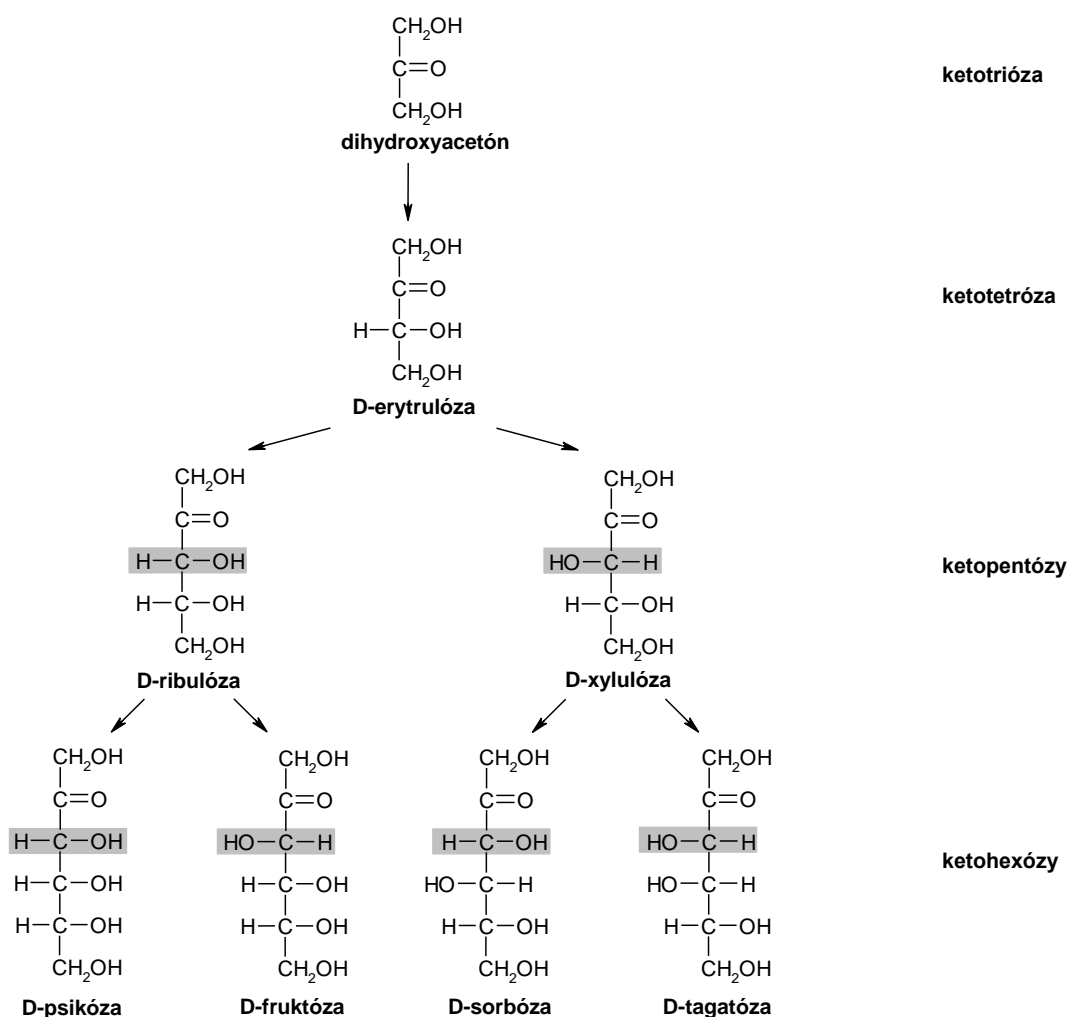 CH2OH
C=O
CH2OH
dihydroxyacetón
ketotrióza
CH2OH
C=O
H—C—OH
CH2OH
D-erytrulóza
ketotetróza
CH2OH
C=O
H—C—OH
H—C—OH
CH2OH
D-ribulóza
CH2OH
C=O
HO—C—H
H—C—OH
CH2OH
D-xylulóza
ketopentózy
CH2OH
C=O
H—C—OH
H—C—OH
H—C—OH
CH2OH
D-psikóza
CH2OH
C=O
HO—C—H
H—C—OH
H—C—OH
CH2OH
D-fruktóza
CH2OH
C=O
H—C—OH
HO—C—H
H—C—OH
CH2OH
D-sorbóza
CH2OH
C=O
HO—C—H
HO—C—H
H—C—OH
CH2OH
D-tagatóza
ketohexózy